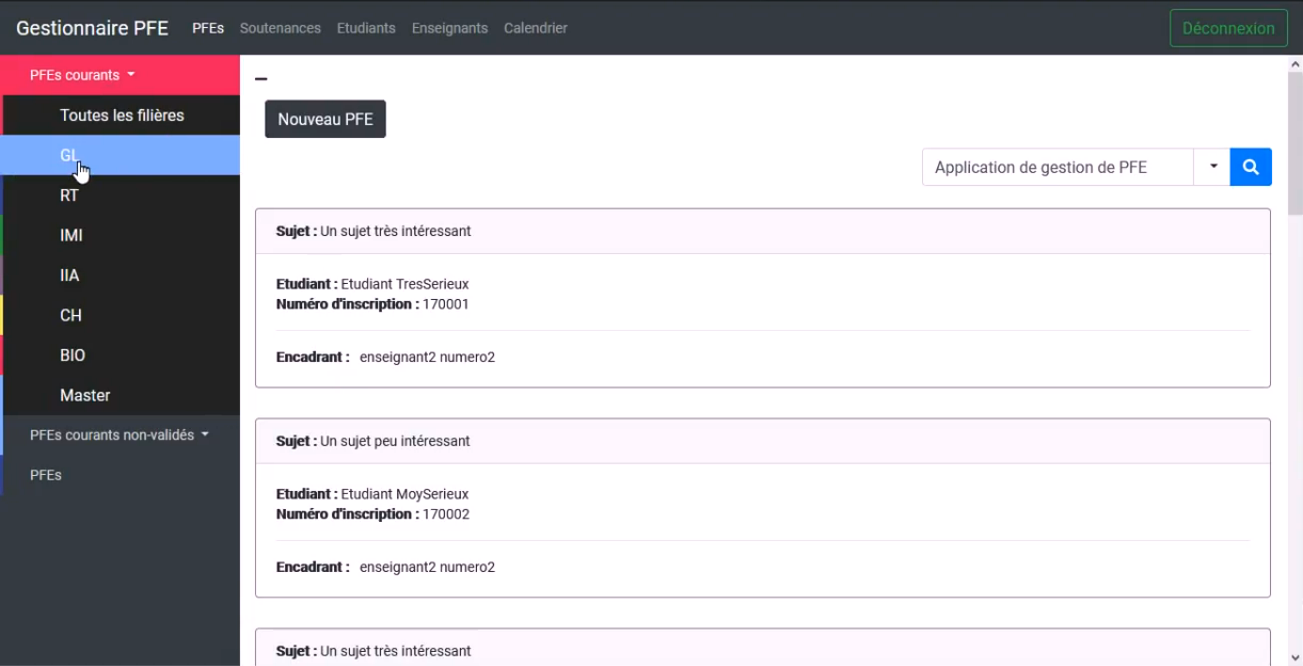 Gestionnaire PFE PFEs Soutenances Etudiants Enseignants Calendrier Déconnexion
PFEs courants
Toutes les filières
GL
RT
IMI
IIA
CH
BIO
Master
PFEs courants non-validés
PFEs
Nouveau PFE
Application de gestion de PFE
Sujet : Un sujet très intéressant
Etudiant : Etudiant TresSerieux
Numéro d'inscription : 170001
Encadrant : enseignant2 numero2
Sujet : Un sujet peu intéressant
Etudiant : Etudiant MoySerieux
Numéro d'inscription : 170002
Encadrant : enseignant2 numero2
Sujet : Un sujet très intéressant